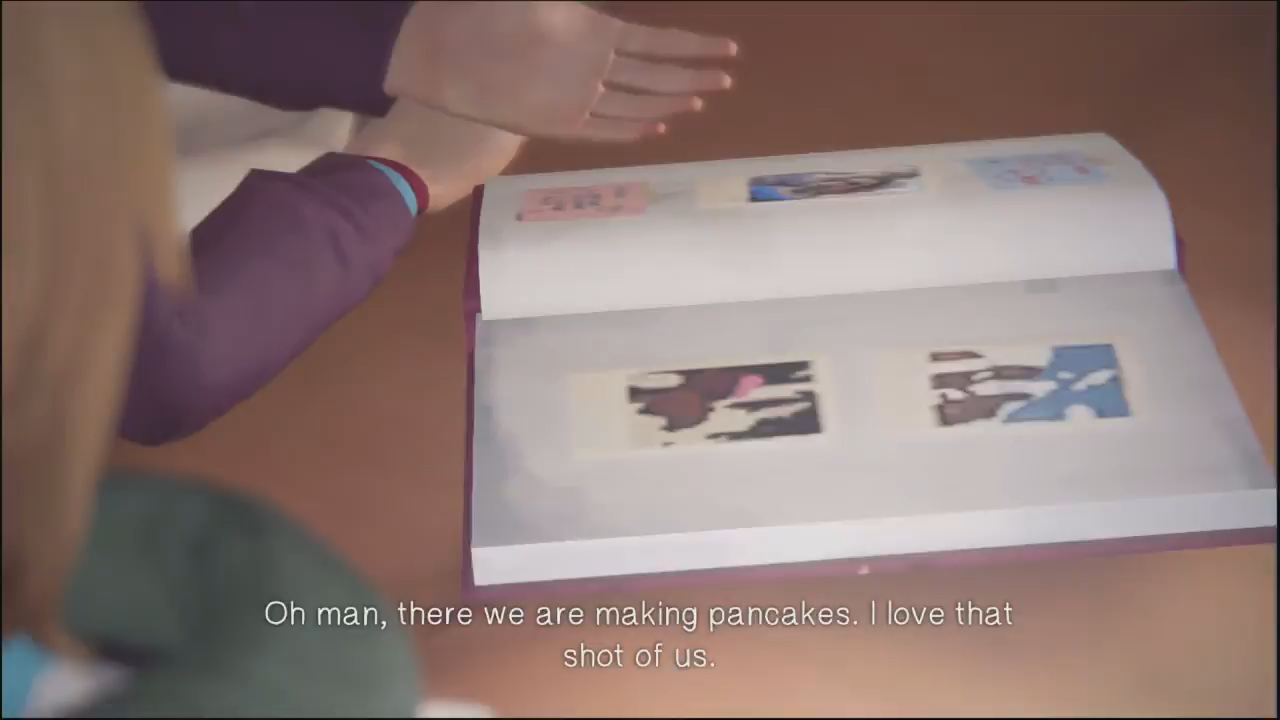 Oh man, there we are making pancakes. I love that
shot of us.